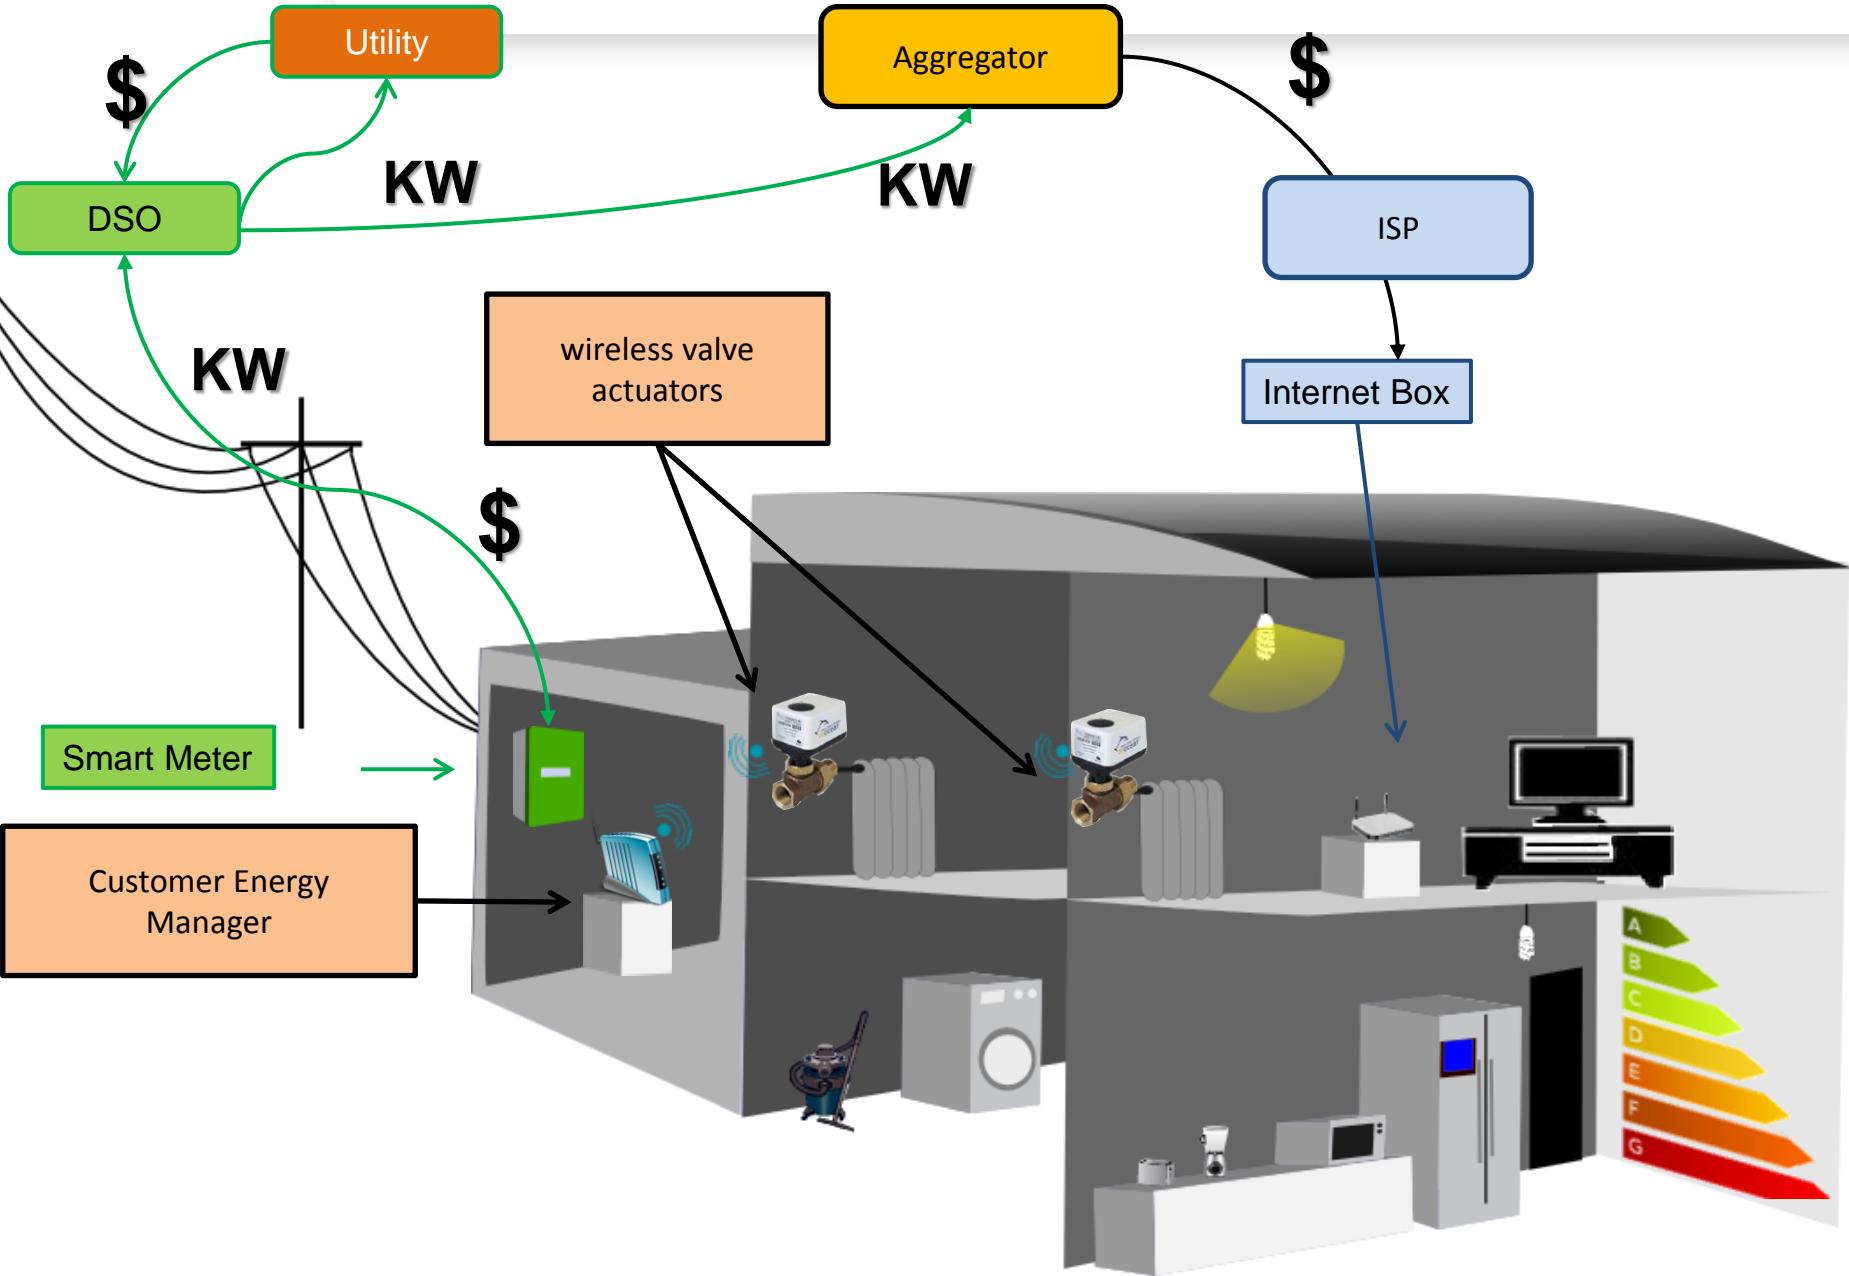 Utility
Aggregator
$
$
KW
KW
DSO
ISP
KW
wireless valve
actuators
Internet Box
$
Smart Meter
Customer Energy
Manager
A
B
C
D
E
F
G